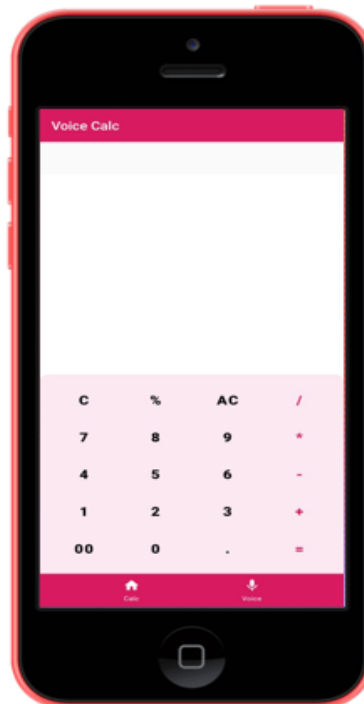 Voice Calc
C % AC /
7 8 9 *
4 5 6 -
1 2 3 +
00 0 . =
Calc Voice